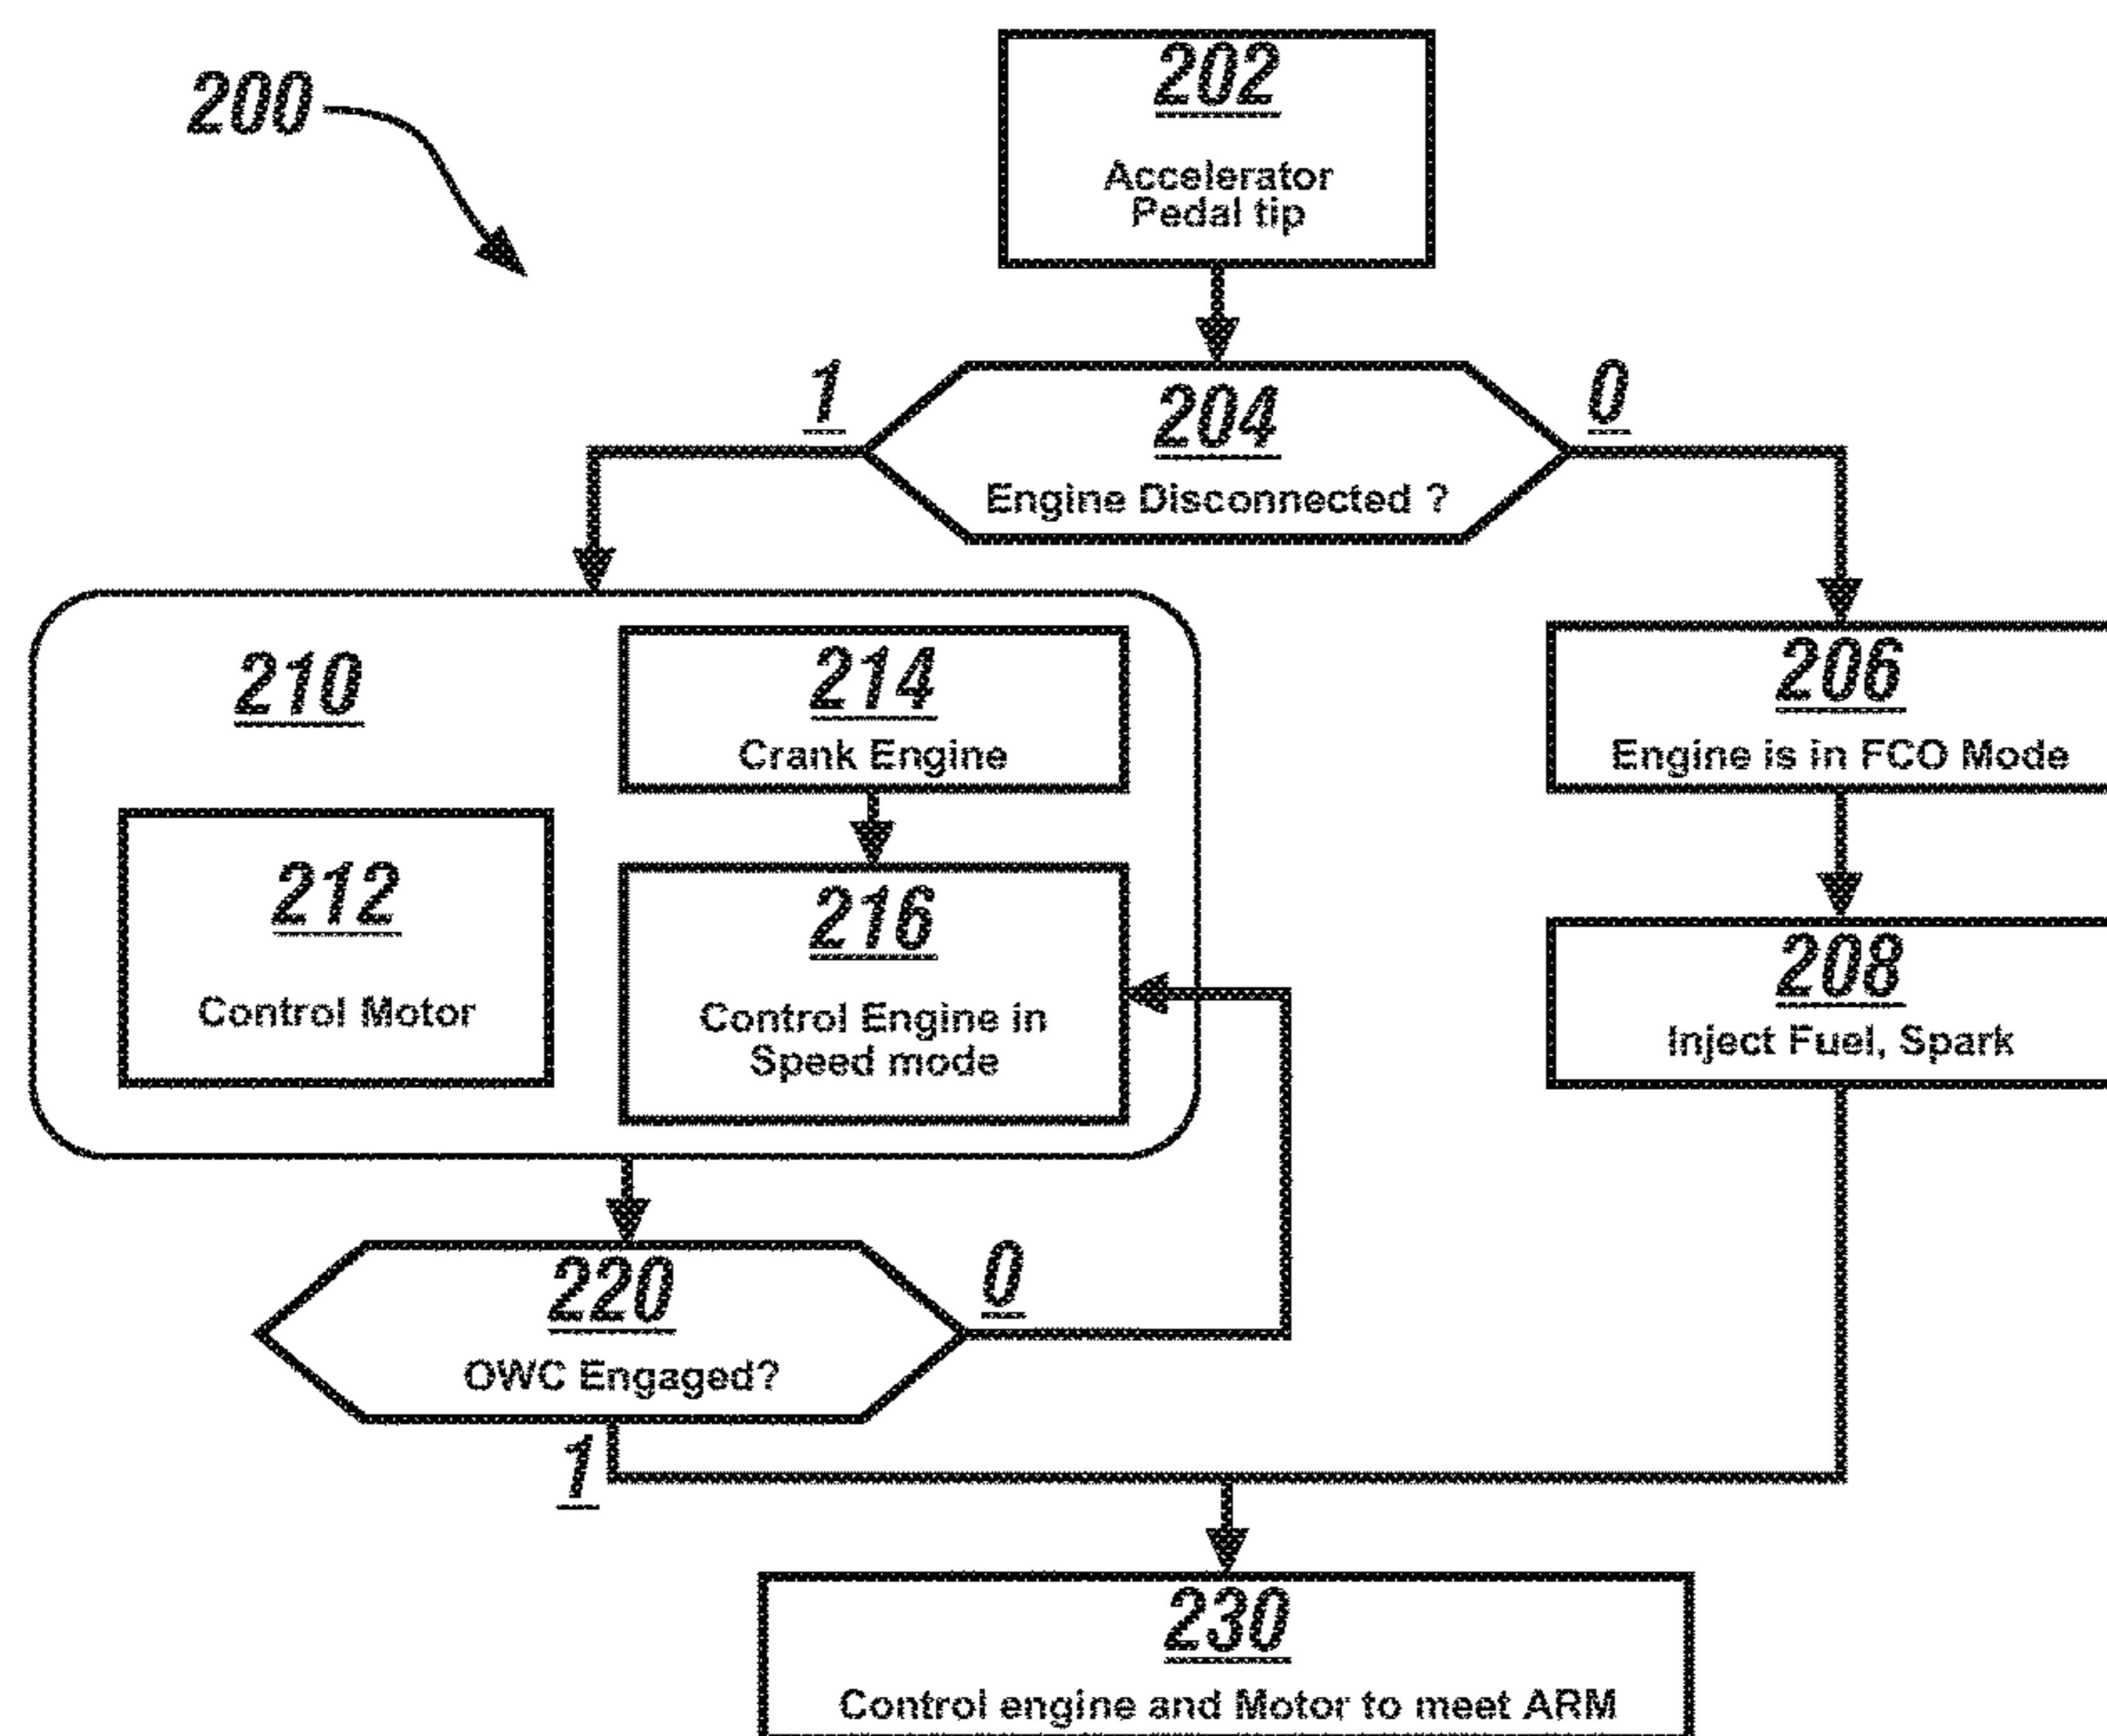 200
202
Accelerator
Pedal tip
1
0
204
Engine Disconnected ?
210
214
Crank Engine
206
Engine is in FCO Mode
212
Control Motor
216
Control Engine in
Speed mode
208
Inject Fuel, Spark
220
OWC Engaged?
0
1
230
Control engine and Motor to meet ARM